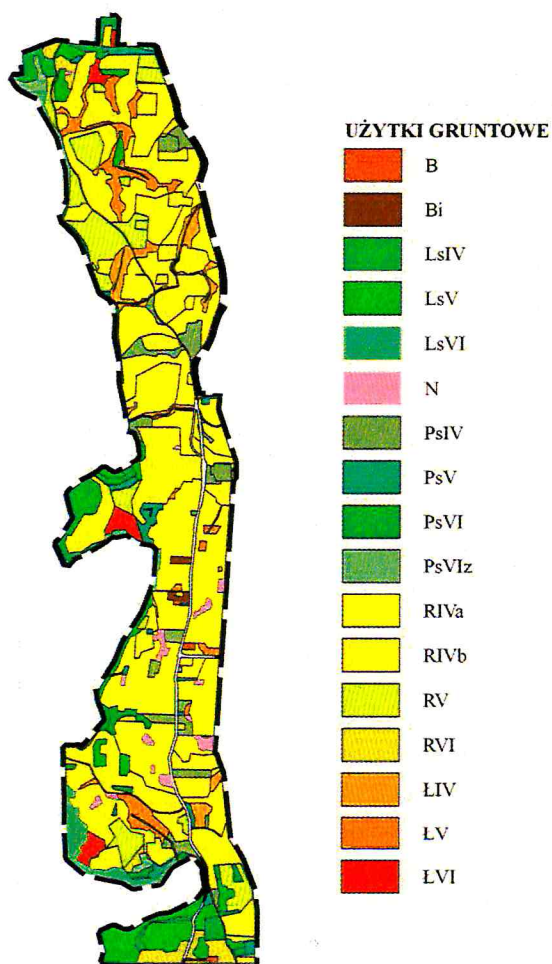 UŻYTKI GRUNTOWE
B
Bi
LsIV
LsV
LsVI
N
PsIV
PsV
PsVI
PsVIz
RIVa
RIVb
RV
RVI
ŁIV
ŁV
ŁVI